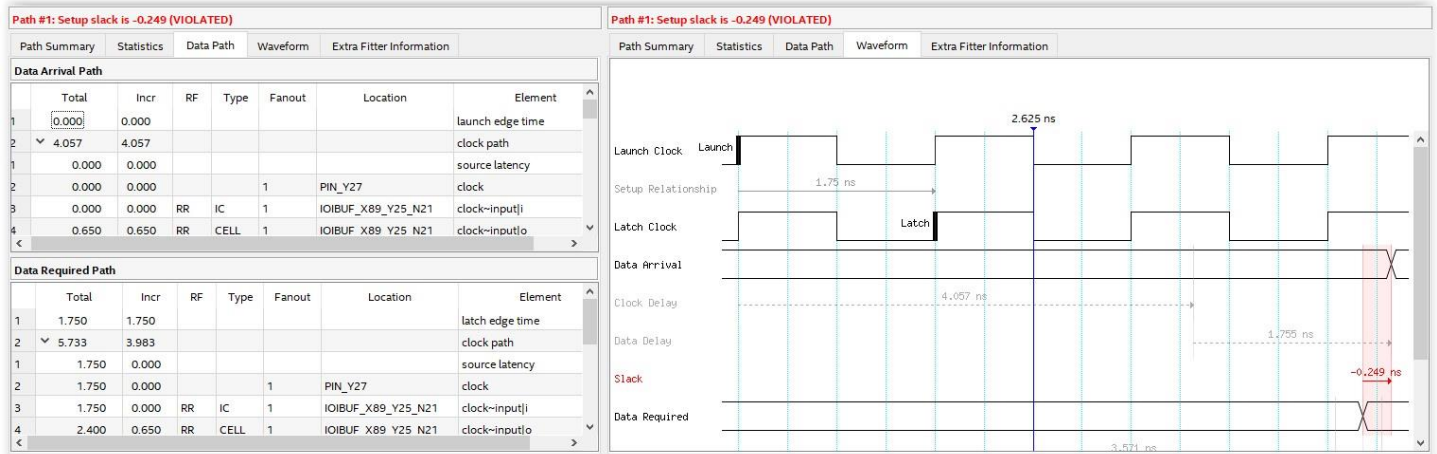 Path #1: Setup slack is -0.249 (VIOLATED)
Path Summary Statistics Data Path Waveform Extra Fitter Information
Data Arrival Path
Total Incr RF Type Fanout Location Element
1 0.000 0.000 launch edge time
2 4.057 4.057 clock path
1 0.000 0.000 source latency
2 0.000 0.000 1 PIN_Y27 clock
3 0.000 0.000 RR IC 1 IOIBUF_X89_Y25_N21 clock~input|i
4 0.650 0.650 RR CELL 1 IOIBUF_X89_Y25_N21 clock~input|o
Data Required Path
Total Incr RF Type Fanout Location Element
1 1.750 1.750 latch edge time
2 5.733 3.983 clock path
1 1.750 0.000 source latency
2 1.750 0.000 1 PIN_Y27 clock
3 1.750 0.000 RR IC 1 IOIBUF_X89_Y25_N21 clock~input|i
4 2.400 0.650 RR CELL 1 IOIBUF_X89_Y25_N21 clock~input|o
Path #1: Setup slack is -0.249 (VIOLATED)
Path Summary Statistics Data Path Waveform Extra Fitter Information
2.625 ns
Launch Clock Launch
Setup Relationship 1.75 ns
Latch Clock Latch
Data Arrival
Clock Delay 4.057 ns
Data Delay 1.755 ns
Slack -0.249 ns
Data Required
3.571 ns